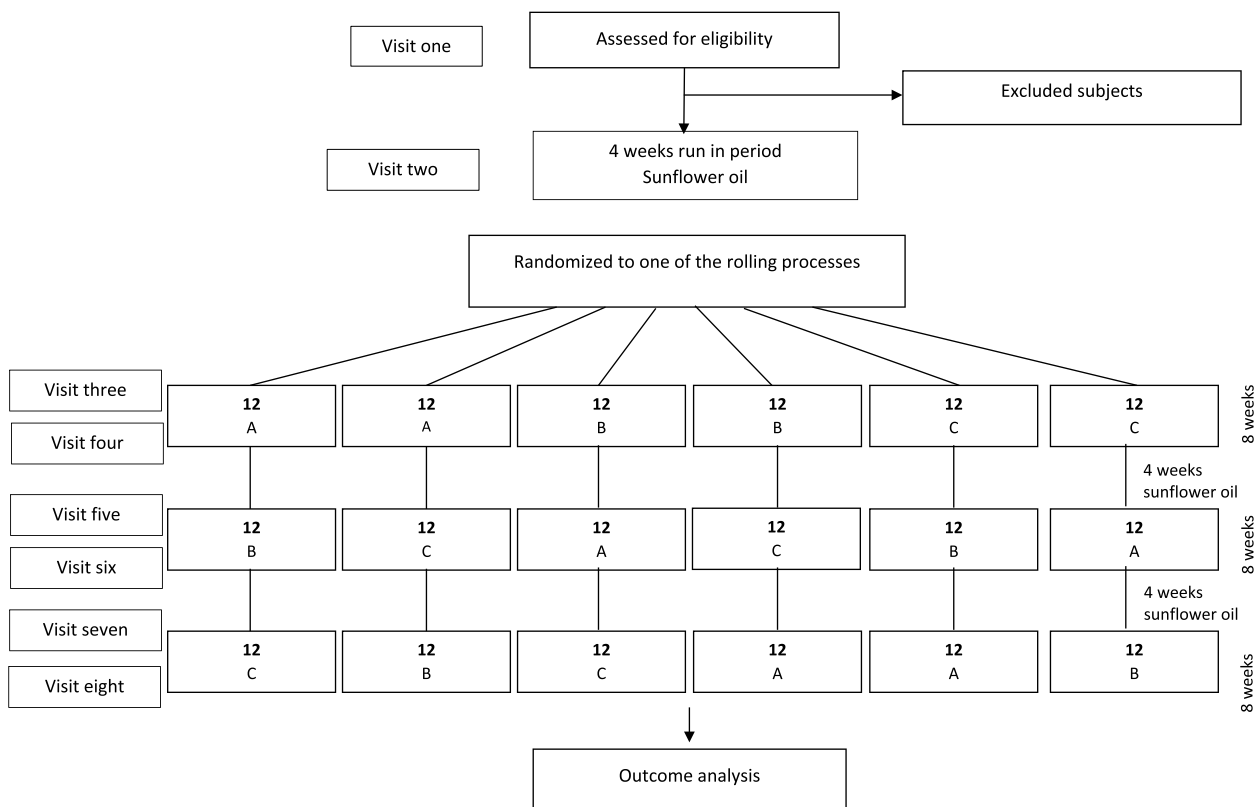 Visit one
Assessed for eligibility
Excluded subjects
Visit two
4 weeks run in period
Sunflower oil
Randomized to one of the rolling processes
Visit three
12
A
12
A
12
B
12
B
12
C
12
C
8 weeks
Visit four
4 weeks
sunflower oil
Visit five
12
B
12
C
12
A
12
C
12
B
12
A
8 weeks
Visit six
4 weeks
sunflower oil
Visit seven
12
C
12
B
12
C
12
A
12
A
12
B
8 weeks
Visit eight
Outcome analysis